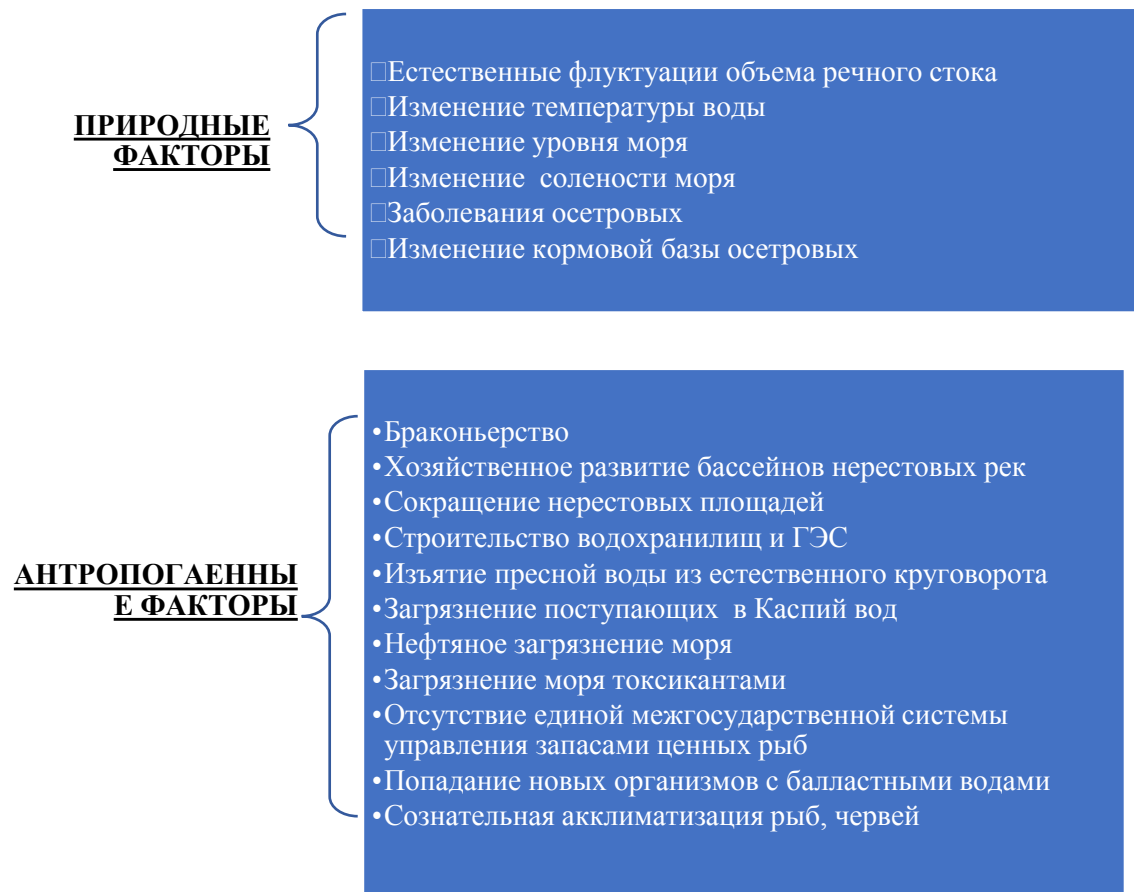 ПРИРОДНЫЕ
ФАКТОРЫ
Естественные флуктуации объема речного стока
Изменение температуры воды
Изменение уровня моря
Изменение солености моря
Заболевания осетровых
Изменение кормовой базы осетровых
АНТРОПОГАЕННЫ
Е ФАКТОРЫ
•Браконьерство
•Хозяйственное развитие бассейнов нерестовых рек
•Сокращение нерестовых площадей
•Строительство водохранилищ и ГЭС
•Изъятие пресной воды из естественного круговорота
•Загрязнение поступающих в Каспий вод
•Нефтяное загрязнение моря
•Загрязнение моря токсикантами
•Отсутствие единой межгосударственной системы
управления запасами ценных рыб
•Попадание новых организмов с балластными водами
•Сознательная акклиматизация рыб, червей